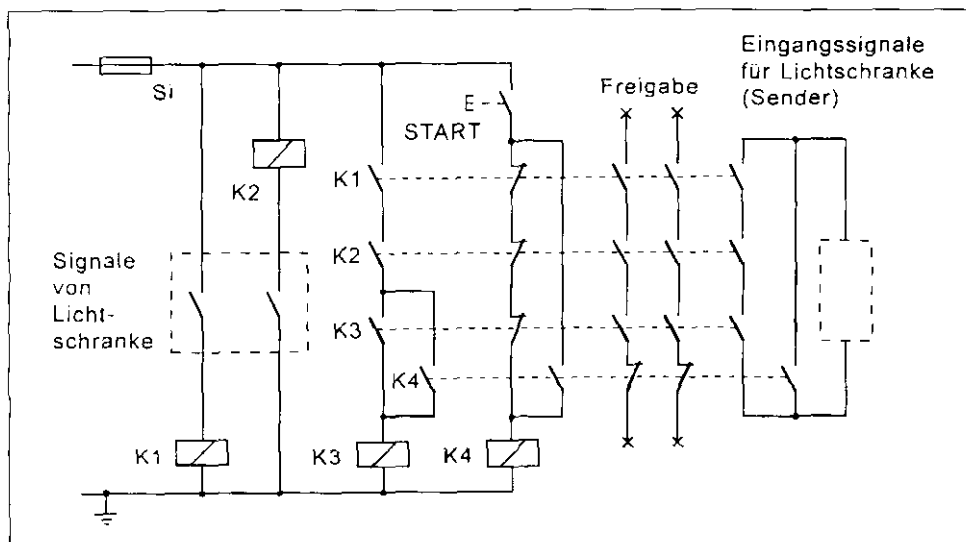 Si
E
START
Freigabe
Eingangssignale
für Lichtschranke
(Sender)
K1
K2
K2
Signale
von
Licht-
schranke
K3
K4
K1
K3
K4